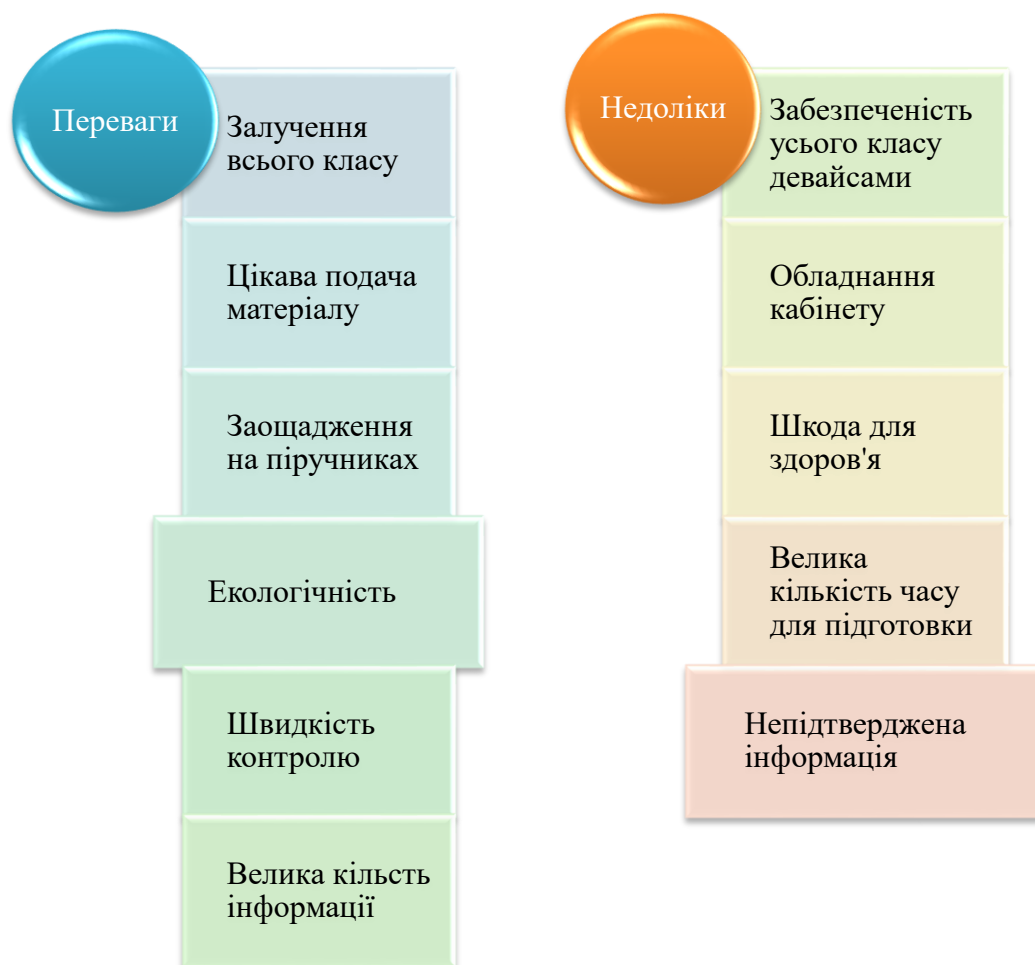 Переваги
Залучення
всього класу
Цікава подача
матеріалу
Заощадження
на піручниках
Екологічність
Швидкість
контролю
Велика кільсть
інформації
Недоліки
Забезпеченість
усього класу
девайсами
Обладнання
кабінету
Шкода для
здоров'я
Велика
кількість часу
для підготовки
Непідтверджена
інформація